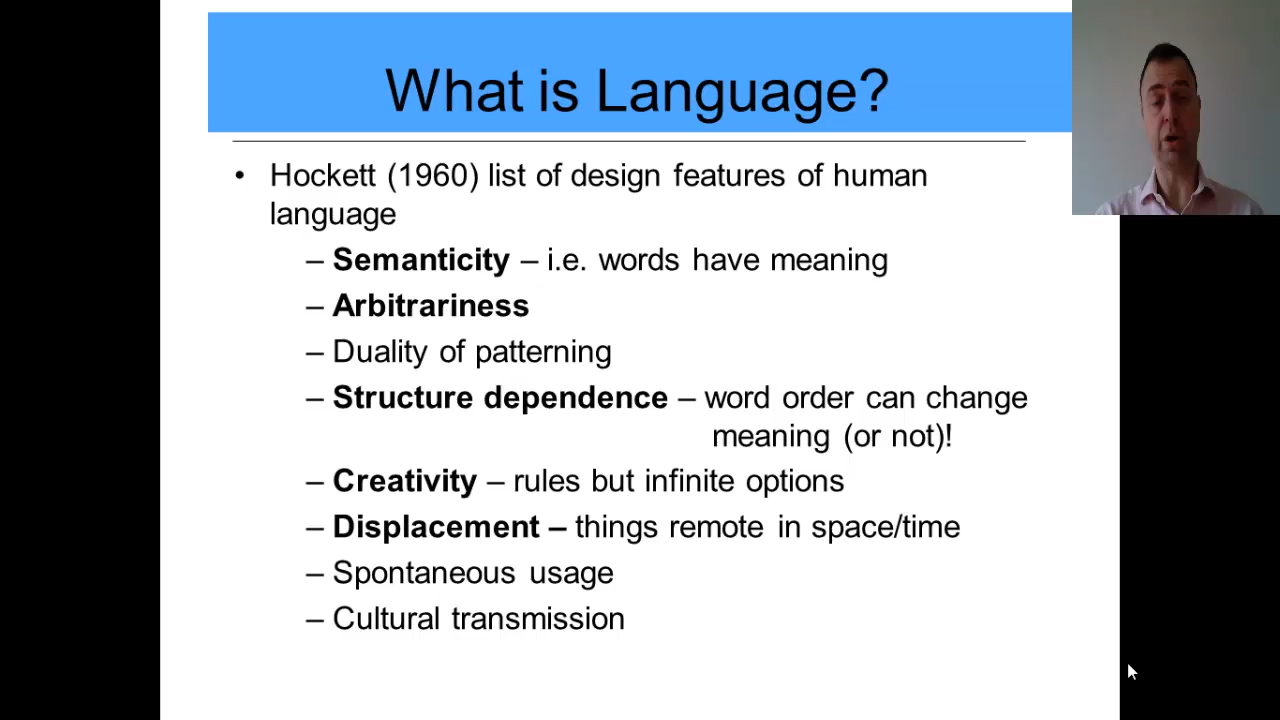 What is Language?
• Hockett (1960) list of design features of human
language
– Semanticity – i.e. words have meaning
– Arbitrariness
– Duality of patterning
– Structure dependence – word order can change
meaning (or not)!
– Creativity – rules but infinite options
– Displacement – things remote in space/time
– Spontaneous usage
– Cultural transmission